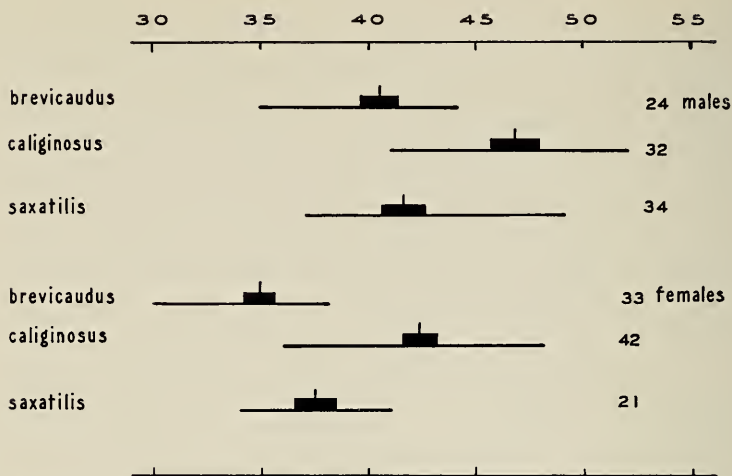 30 35 40 45 50 55
brevicaudus 24 males
caliginosus 32
saxatilis 34
brevicaudus 33 females
caliginosus 42
saxatilis 21